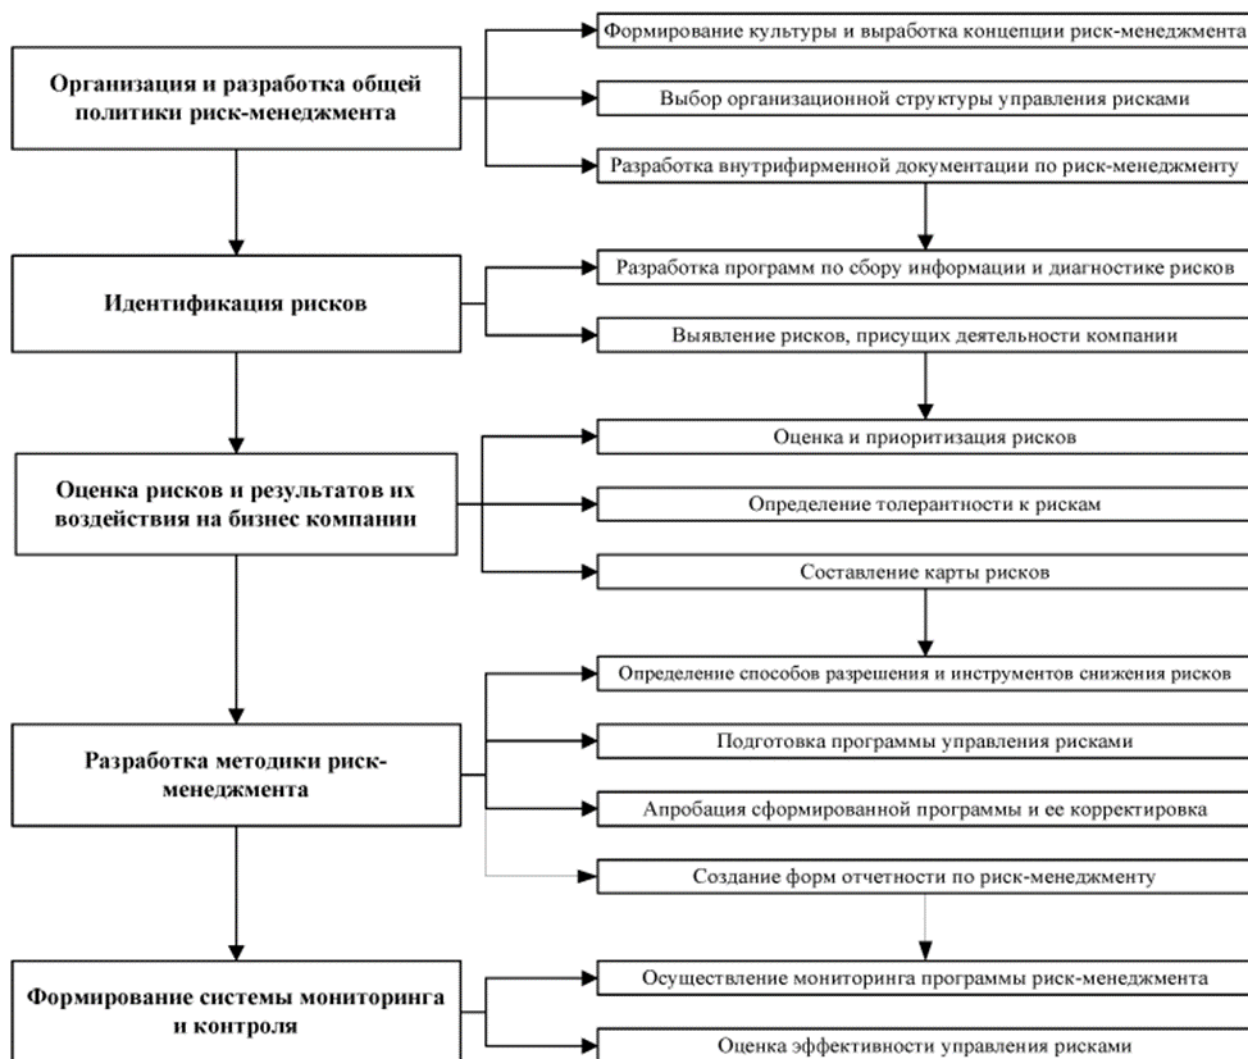 Организация и разработка общей
политики риск-менеджмента
Формирование культуры и выработка концепции риск-менеджмента
Выбор организационной структуры управления рисками
Разработка внутрифирменной документации по риск-менеджменту
Идентификация рисков
Разработка программ по сбору информации и диагностике рисков
Выявление рисков, присущих деятельности компании
Оценка рисков и результатов их
воздействия на бизнес компании
Оценка и приоритизация рисков
Определение толерантности к рискам
Составление карты рисков
Разработка методики риск-
менеджмента
Определение способов разрешения и инструментов снижения рисков
Подготовка программы управления рисками
Апробация сформированной программы и ее корректировка
Создание форм отчетности по риск-менеджменту
Формирование системы мониторинга
и контроля
Осуществление мониторинга программы риск-менеджмента
Оценка эффективности управления рисками